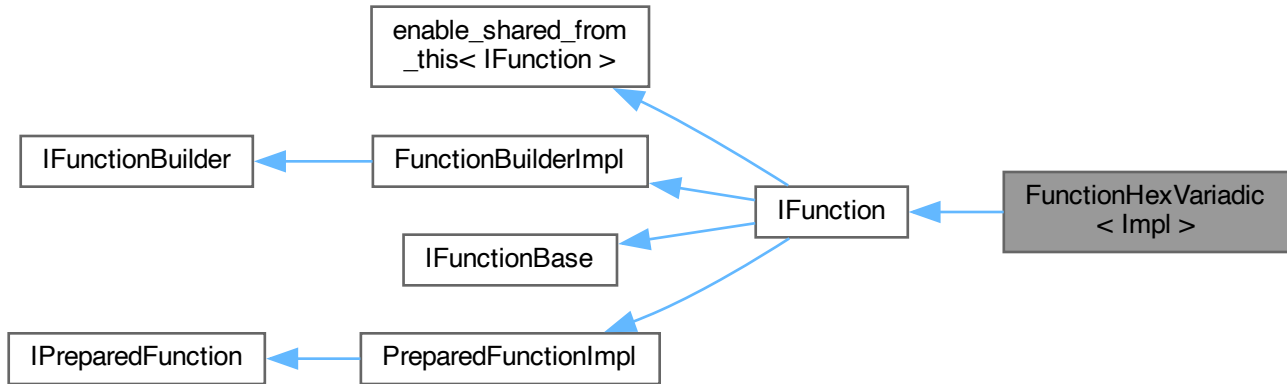 enable_shared_from
_this< IFunction >
IFunctionBuilder
FunctionBuilderImpl
IFunction
FunctionHexVariadic
< Impl >
IFunctionBase
IPreparedFunction
PreparedFunctionImpl